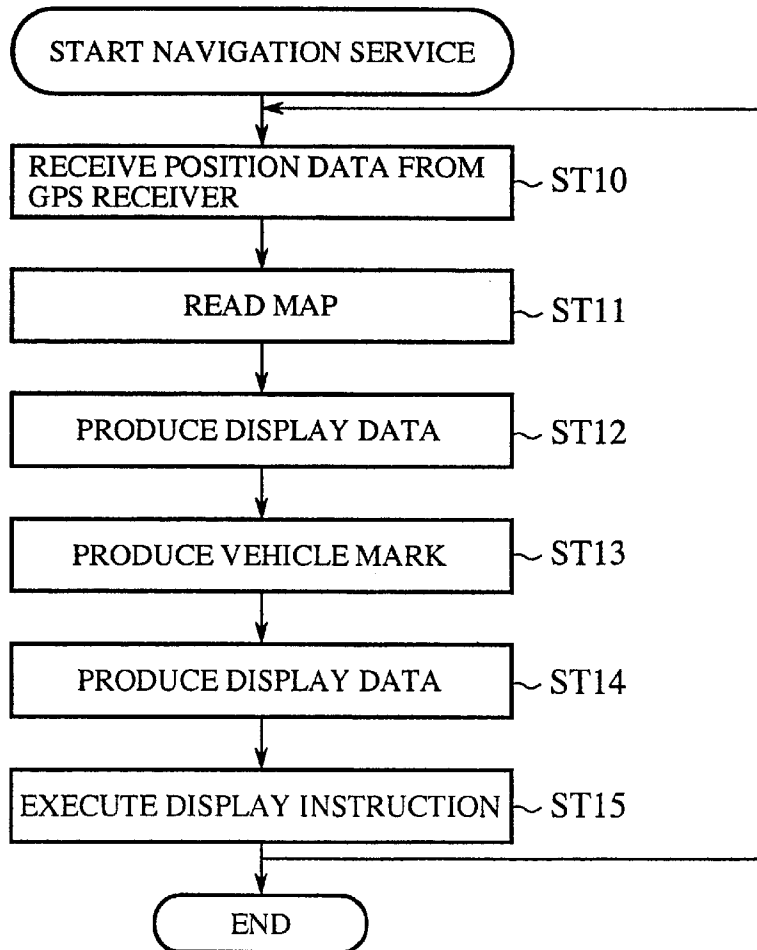 START NAVIGATION SERVICE
RECEIVE POSITION DATA FROM
GPS RECEIVER
~ ST10
READ MAP
~ ST11
PRODUCE DISPLAY DATA
~ ST12
PRODUCE VEHICLE MARK
~ ST13
PRODUCE DISPLAY DATA
~ ST14
EXECUTE DISPLAY INSTRUCTION
~ ST15
END